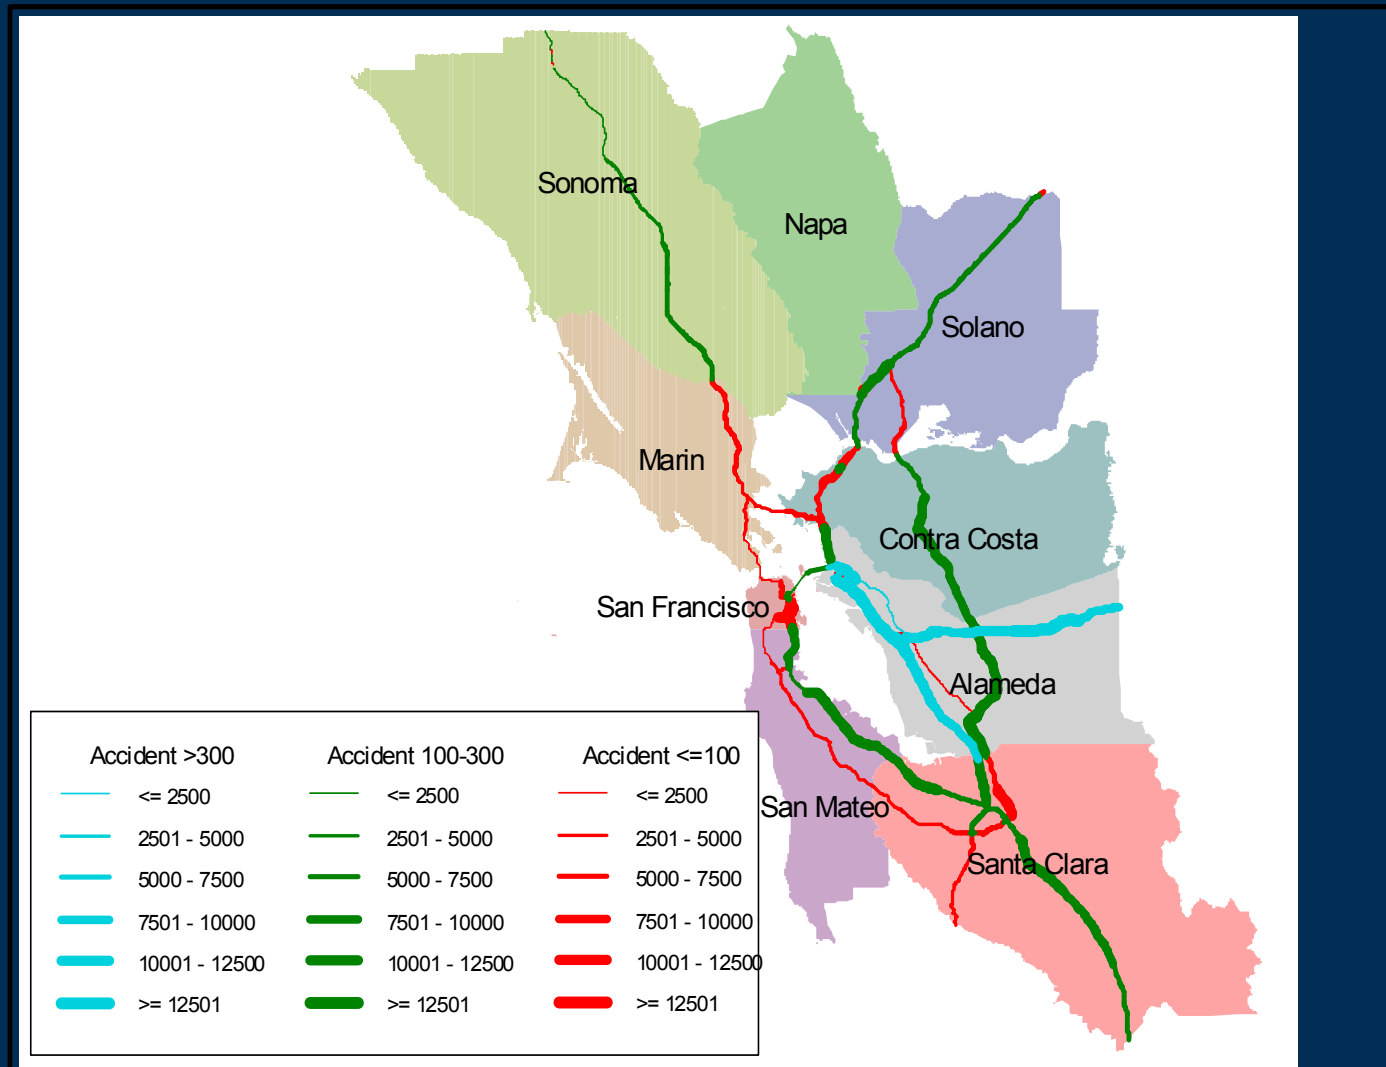 Sonoma
Napa
Solano
Marin
Contra Costa
San Francisco
Alameda
San Mateo
Santa Clara
Accident >300 Accident 100-300 Accident <=100
<= 2500 <= 2500 <= 2500
2501 - 5000 2501 - 5000 2501 - 5000
5000 - 7500 5000 - 7500 5000 - 7500
7501 - 10000 7501 - 10000 7501 - 10000
10001 - 12500 10001 - 12500 10001 - 12500
>= 12501 >= 12501 >= 12501